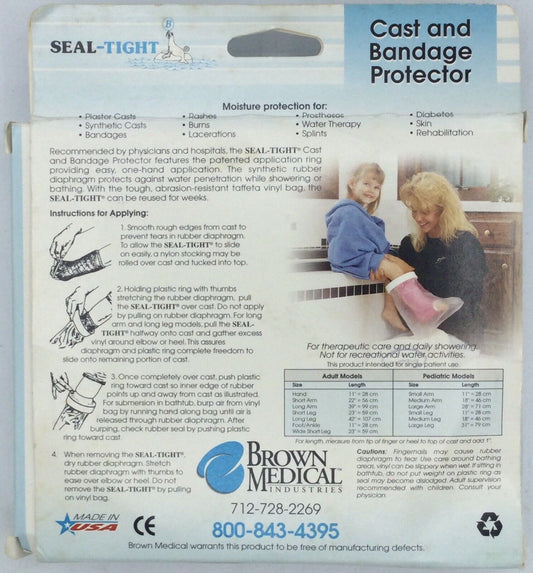 SEAL-TIGHT
B
Cast and
Bandage
Protector
Moisture protection for:
• Plaster Casts • Rashes • Prostheses • Diabetes
• Synthetic Casts • Burns • Water Therapy • Skin
• Bandages • Lacerations • Splints • Rehabilitation
Recommended by physicians and hospitals, the SEAL-TIGHT® Cast
and Bandage Protector features the patented application ring
providing easy, one-hand application. The synthetic rubber
diaphragm protects against water penetration while showering or
bathing. With the tough, abrasion-resistant taffeta vinyl bag, the
SEAL-TIGHT® can be reused for weeks.
Instructions for Applying:
1. Smooth rough edges from cast to
prevent tears in rubber diaphragm.
To allow the SEAL-TIGHT® to slide
on easily, a nylon stocking may be
rolled over cast and tucked into top.
2. Holding plastic ring with thumbs
stretching the rubber diaphragm, pull
the SEAL-TIGHT® over cast. Do not apply
by pulling on rubber diaphragm. For long
arm and long leg models, pull the SEAL-
TIGHT® halfway onto cast and gather excess
vinyl around elbow or heel. This assures
diaphragm and plastic ring complete freedom to
slide onto remaining portion of cast.
3. Once completely over cast, push plastic
ring toward cast so inner edge of rubber
points up and away from cast as illustrated.
For submersion in bathtub, burp air from vinyl
bag by running hand along bag until air is
released through rubber diaphragm. After
burping, check rubber seal by pushing plastic
ring toward cast.
4. When removing the SEAL-TIGHT®,
dry rubber diaphragm. Stretch
rubber diaphragm with thumbs to
ease over elbow or heel. Do not
remove the SEAL-TIGHT® by pulling
on vinyl bag.
For therapeutic care and daily showering.
Not for recreational water activities.
This product intended for single patient use.
Adult Models Pediatric Models
Size Length Size Length
Hand 11" = 28 cm Small Arm 11" = 28 cm
Short Arm 22" = 56 cm Medium Arm 18" = 46 cm
Long Arm 39" = 99 cm Large Arm 28" = 71 cm
Short Leg 23" = 59 cm Small Leg 11" = 28 cm
Long Leg 42" = 107 cm Medium Leg 18" = 46 cm
Foot/Ankle 11" = 28 cm Large Leg 31" = 79 cm
Wide Short Leg 23" = 59 cm
For length, measure from tip of finger or heel to top of cast and add 1".
Cautions: Fingernails may cause rubber
diaphragm to tear. Use care around bathing
areas, vinyl can be slippery when wet. If sitting in
bathtub, do not put weight on plastic ring as
seal may become dislodged. Adult supervision
recommended with children. Consult your
physician.
BROWN
MEDICAL
INDUSTRIES
712-728-2269
800-843-4395
MADE IN
USA
CE
Brown Medical warrants this product to be free of manufacturing defects.